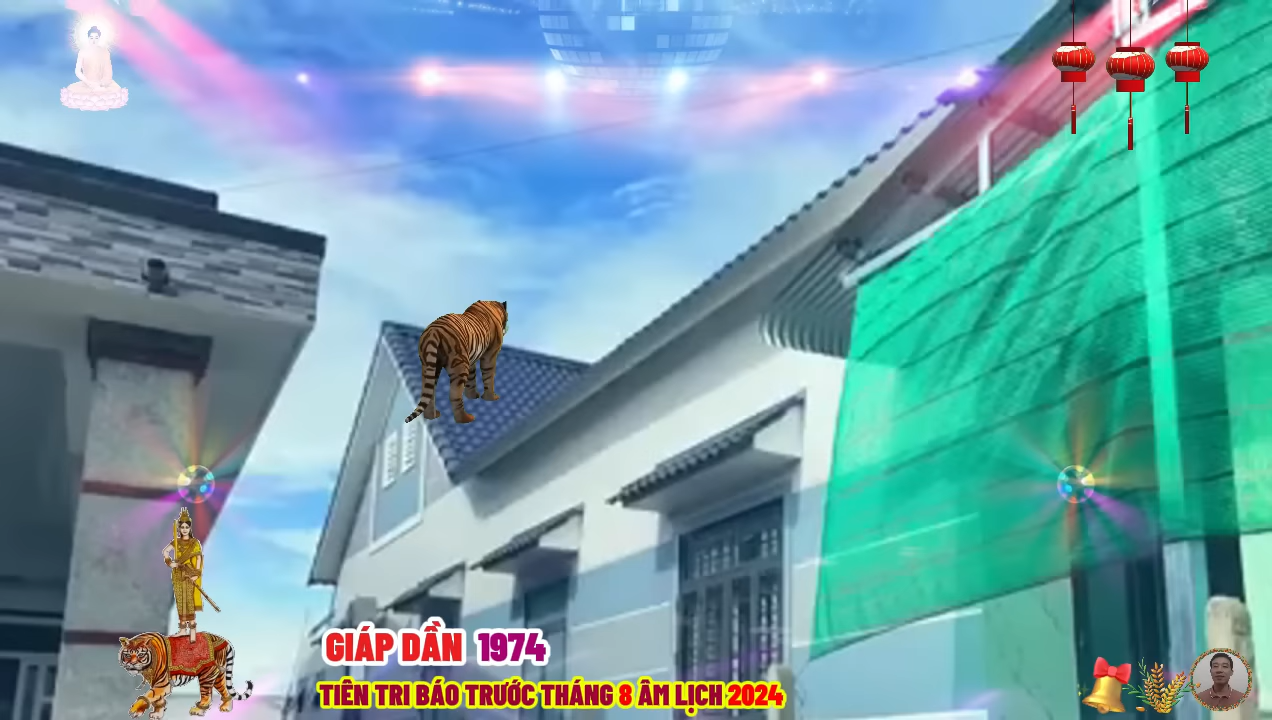 GIÁP DẦN 1974
TIÊN TRI BÁO TRƯỚC THÁNG 8 ÂM LỊCH 2024